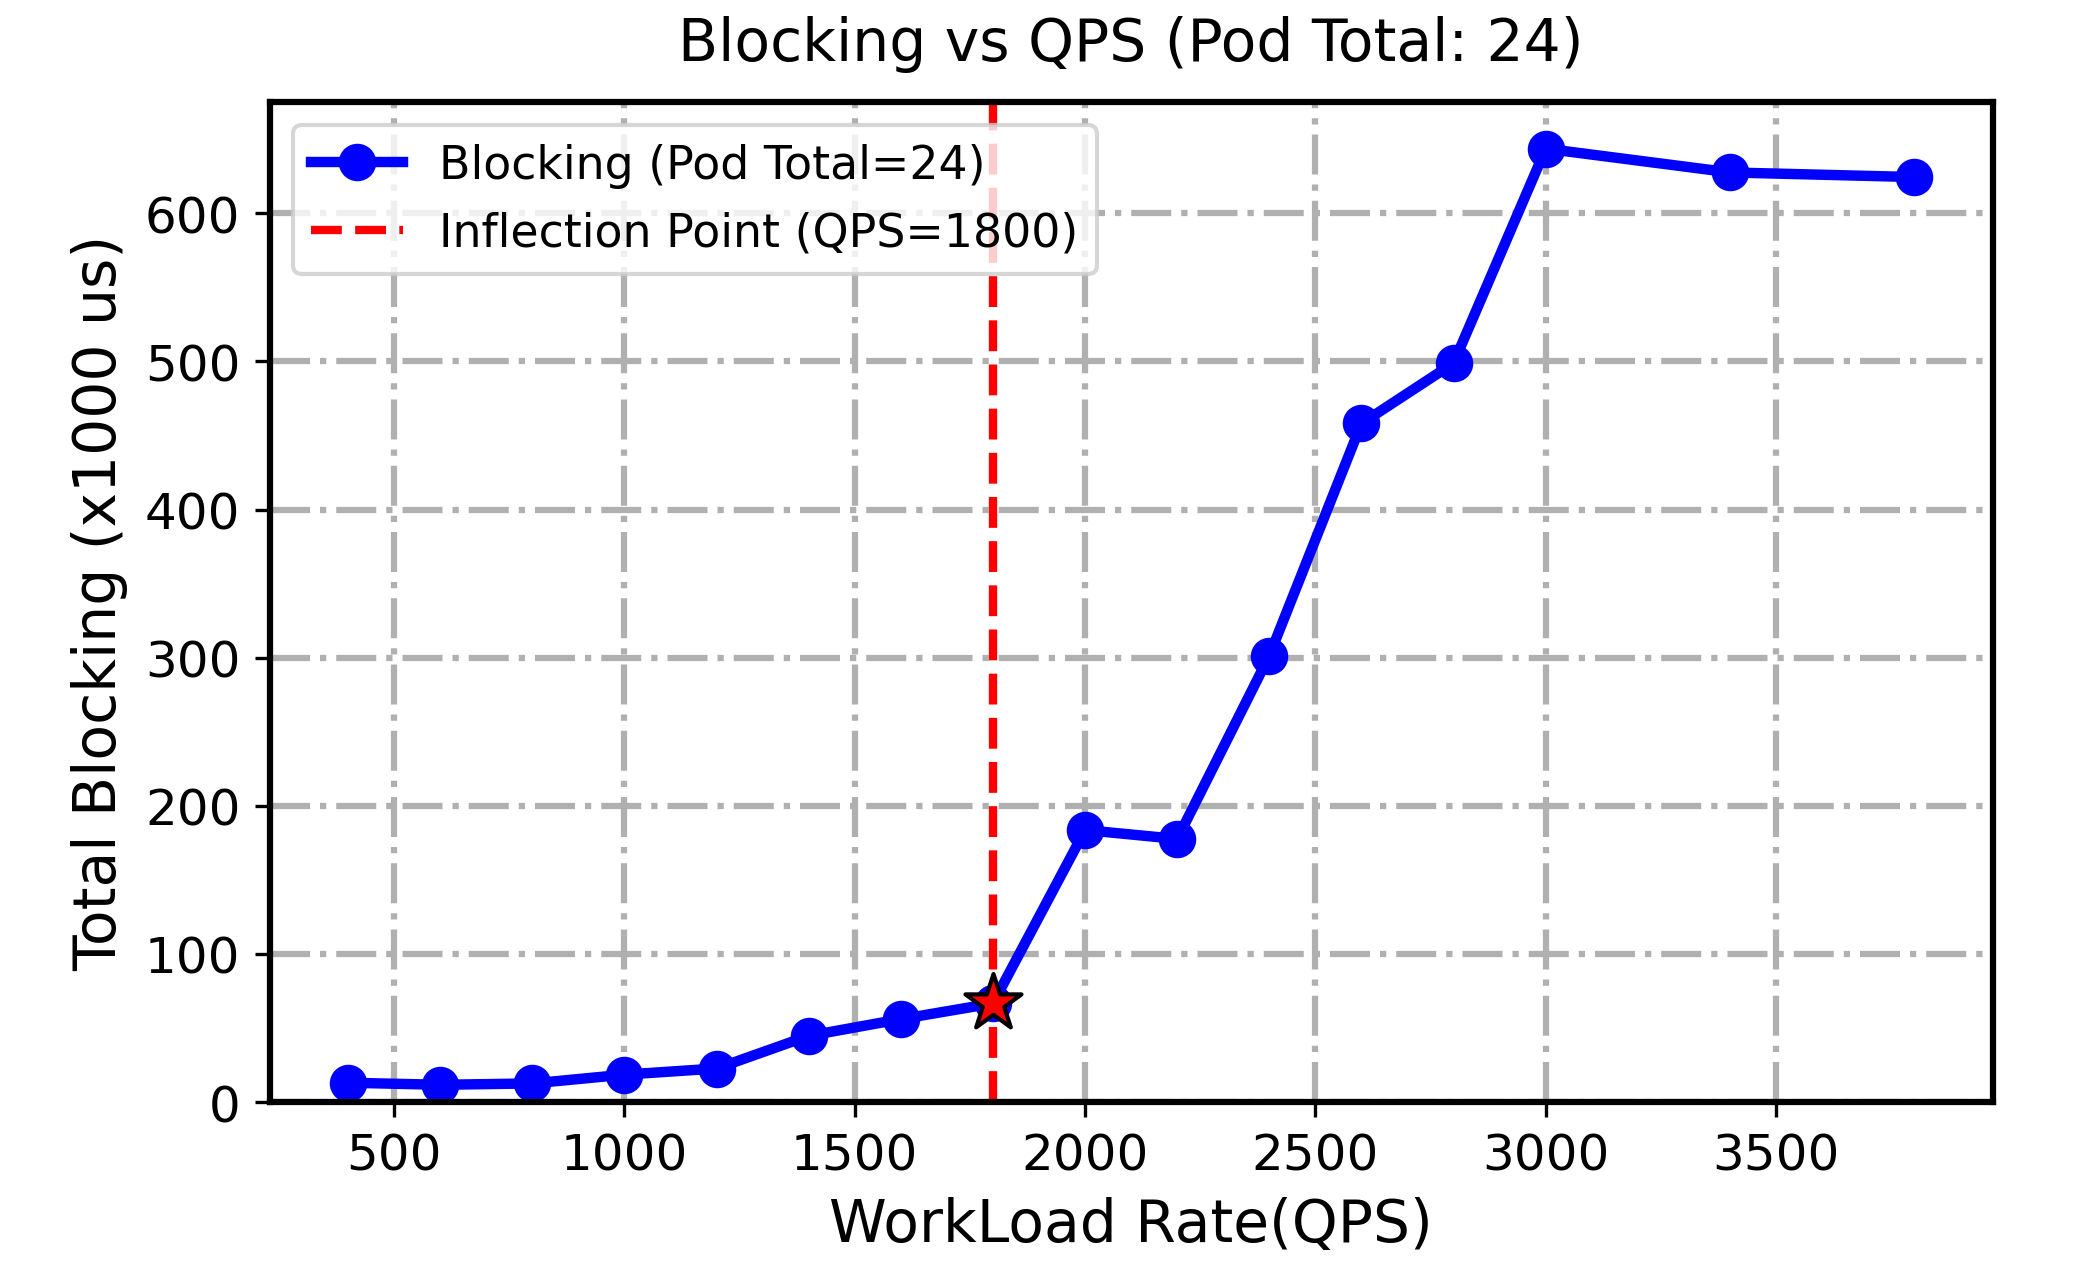 Blocking vs QPS (Pod Total: 24)
Blocking (Pod Total=24)
Inflection Point (QPS=1800)
Total Blocking (x1000 us)
600
500
400
300
200
100
0
500 1000 1500 2000 2500 3000 3500
WorkLoad Rate(QPS)